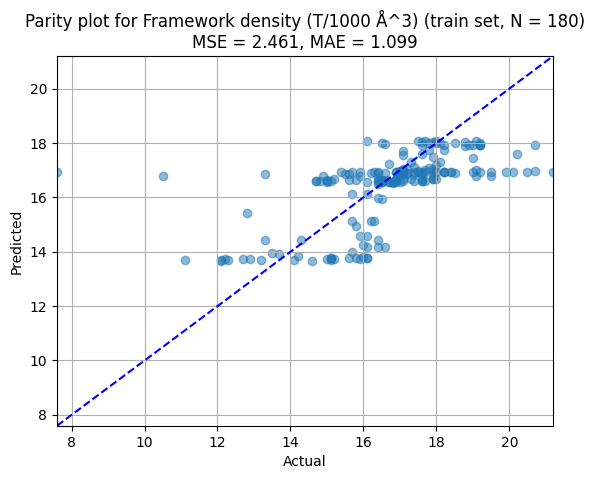 Parity plot for Framework density (T/1000 Å^3) (train set, N = 180)
MSE = 2.461, MAE = 1.099
Predicted
20
18
16
14
12
10
8
8 10 12 14 16 18 20
Actual